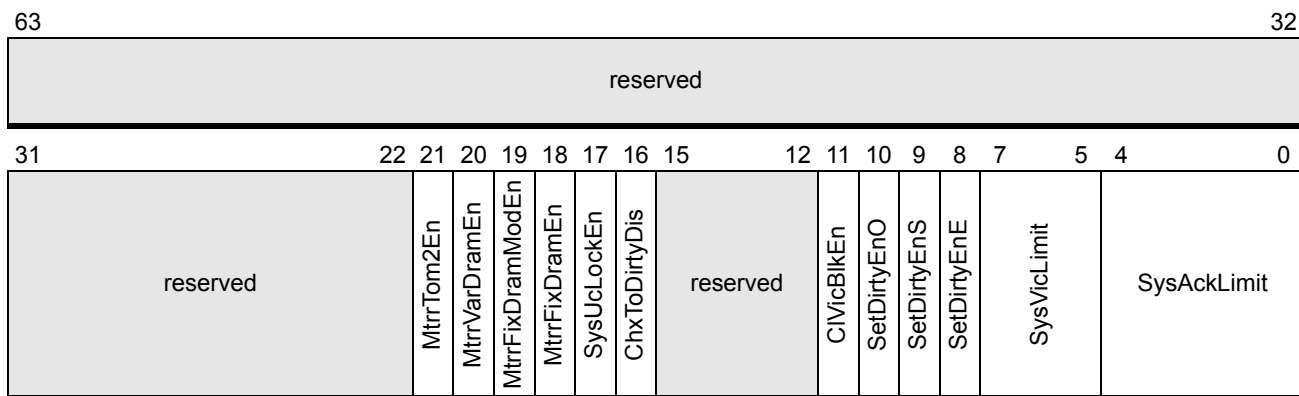 63 32
reserved
31 22 21 20 19 18 17 16 15 12 11 10 9 8 7 5 4 0
reserved
MtrrTom2En
MtrrVarDramEn
MtrrFixDramModEn
MtrrFixDramEn
SysUcLockEn
ChxToDirtyDis
reserved
ClVicBlkEn
SetDirtyEnO
SetDirtyEnS
SetDirtyEnE
SysVicLimit
SysAckLimit